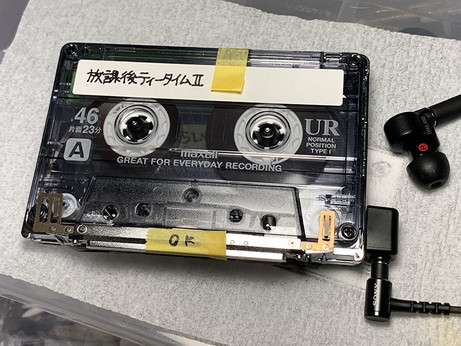 放課後ティータイムⅡ
46
片面23分
A
UR
NORMAL
POSITION
TYPE I
maxell
GREAT FOR EVERYDAY RECORDING
OK
SONY